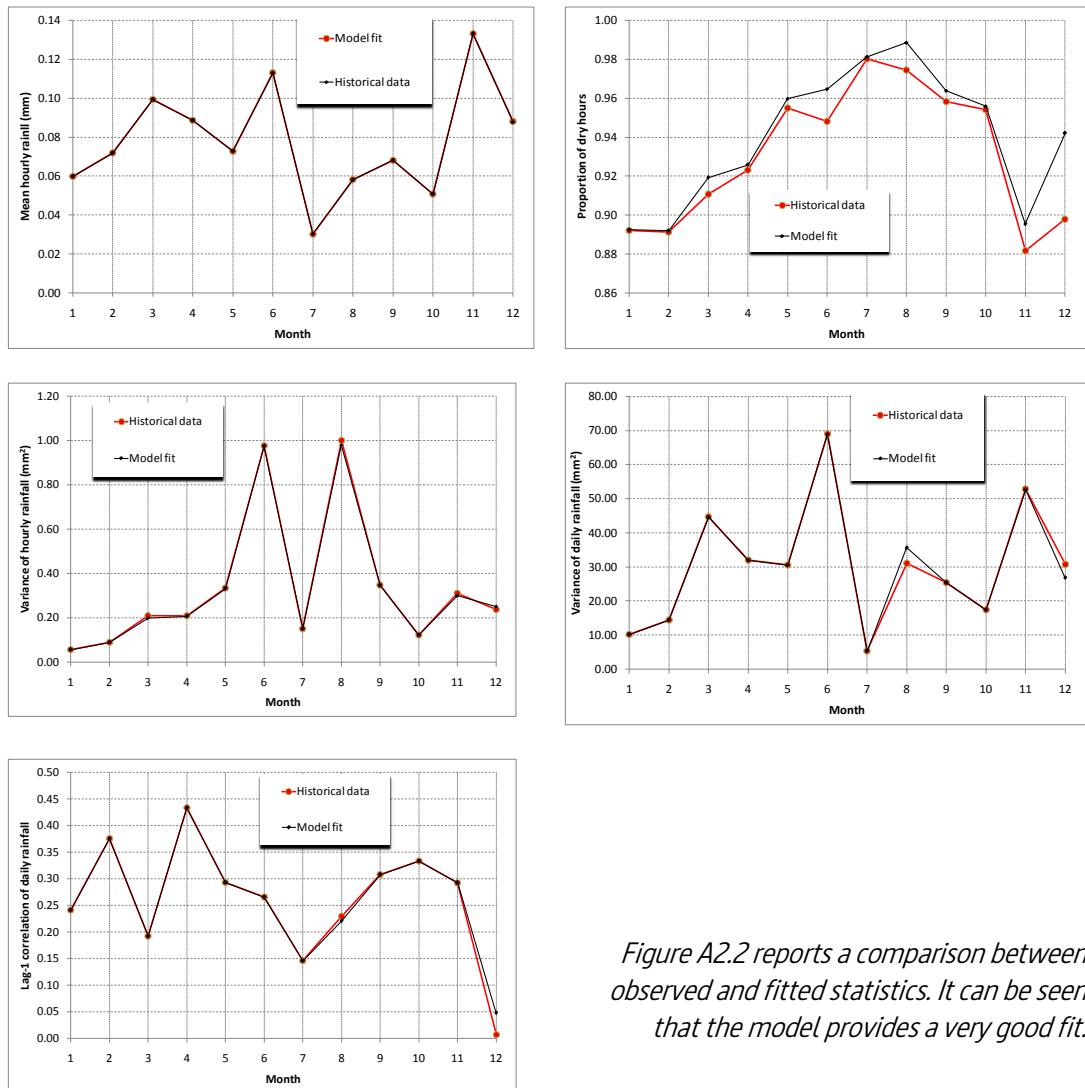 0.14
0.12
0.10
0.08
0.06
0.04
0.02
0.00
Mean hourly rainll (mm)
Model fit
Historical data
1 2 3 4 5 6 7 8 9 10 11 12
Month
1.00
0.98
0.96
0.94
0.92
0.90
0.88
0.86
Proportion of dry hours
Historical data
Model fit
1 2 3 4 5 6 7 8 9 10 11 12
Month
1.20
1.00
0.80
0.60
0.40
0.20
0.00
Variance of hourly rainfall (mm²)
Historical data
Model fit
1 2 3 4 5 6 7 8 9 10 11 12
Month
80.00
70.00
60.00
50.00
40.00
30.00
20.00
10.00
0.00
Variance of daily rainfall (mm²)
Historical data
Model fit
1 2 3 4 5 6 7 8 9 10 11 12
Month
0.50
0.45
0.40
0.35
0.30
0.25
0.20
0.15
0.10
0.05
0.00
Lag-1 correlation of daily rainfall
Historical data
Model fit
1 2 3 4 5 6 7 8 9 10 11 12
Month
Figure A2.2 reports a comparison between
observed and fitted statistics. It can be seen
that the model provides a very good fit.